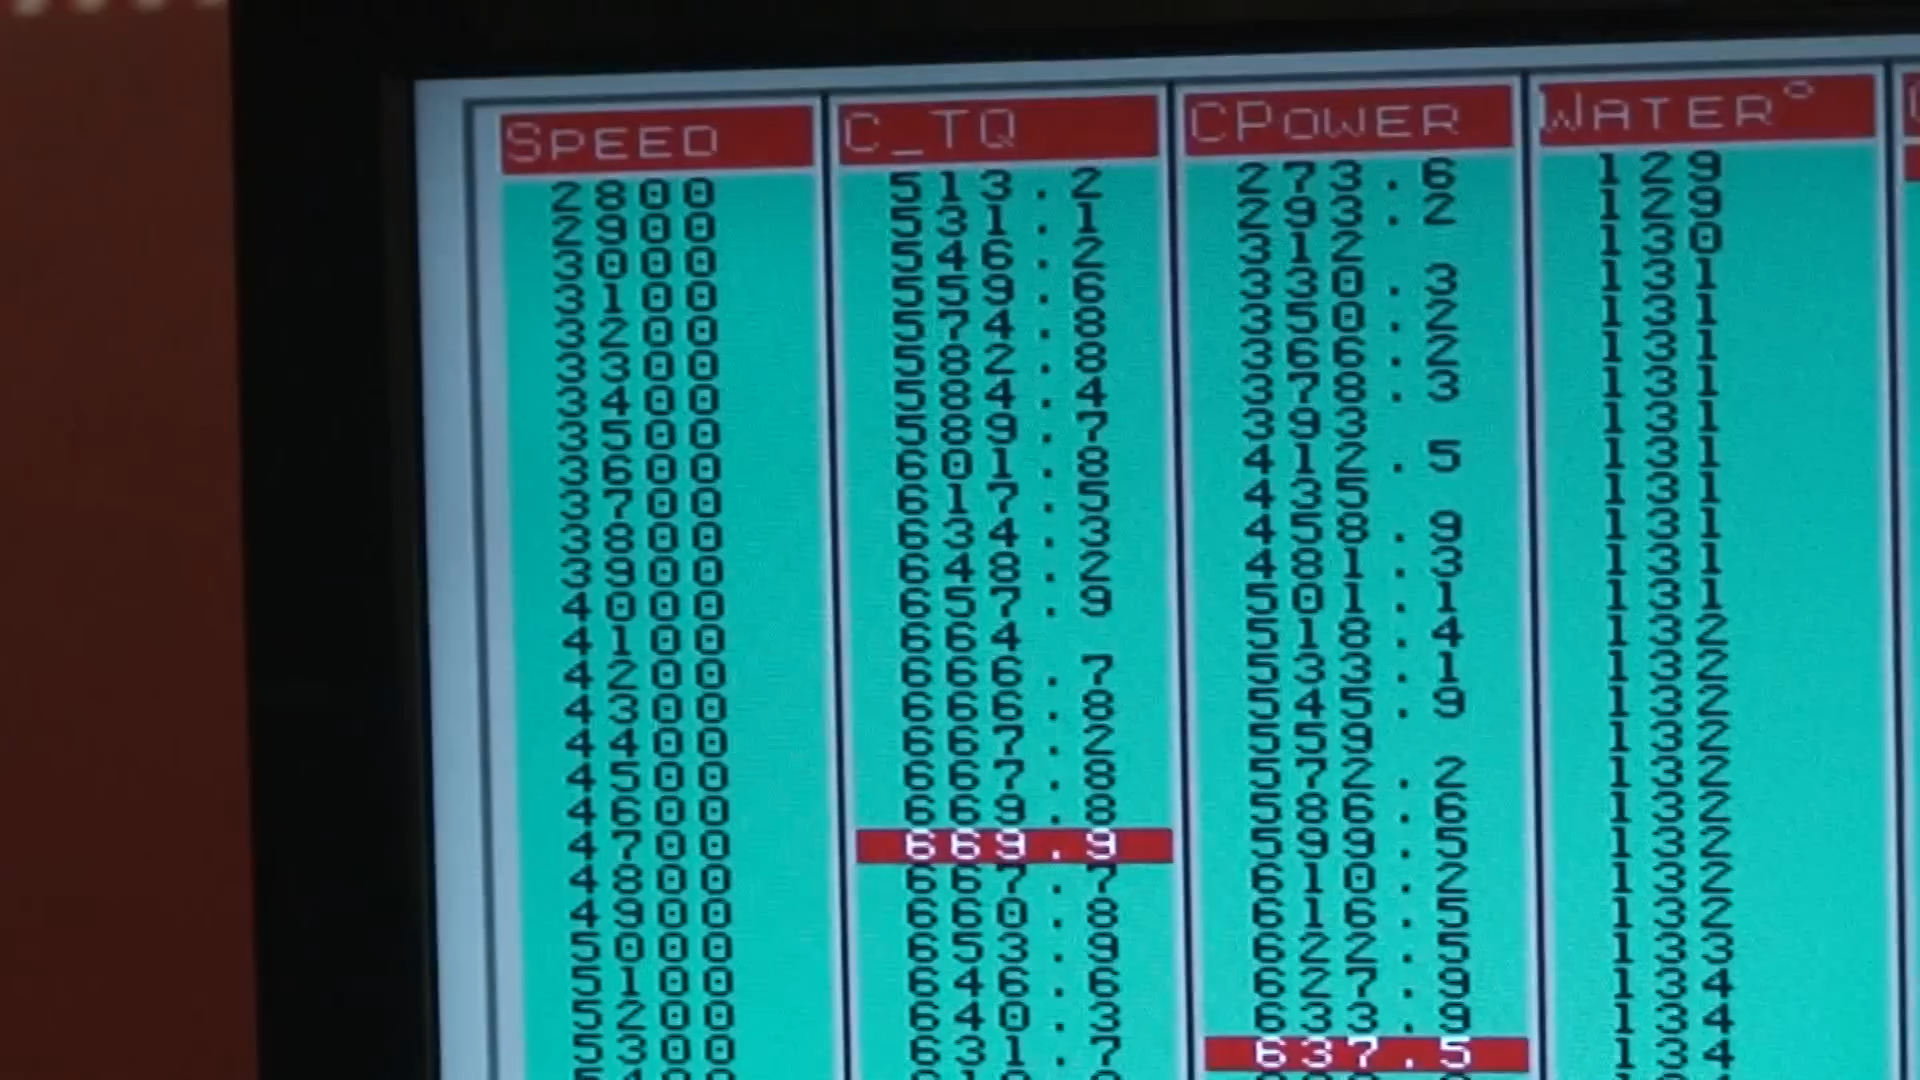 SPEED C_TQ CPOWER WATER°
2800 513.2 273.6 129
2900 531.1 293.2 129
3000 546.2 312 130
3100 559.6 330.3 131
3200 574.8 350.2 131
3300 582.8 366.2 131
3400 584.4 378.3 131
3500 589.7 393 131
3600 601.8 412.5 131
3700 617.5 435 131
3800 634.3 458.9 131
3900 648.2 481.3 131
4000 657.9 501.1 131
4100 664 518.4 132
4200 666.7 533.1 132
4300 666.8 545.9 132
4400 667.2 559 132
4500 667.8 572.2 132
4600 669.8 586.6 132
4700 669.9 599.5 132
4800 667.7 610.2 132
4900 660.8 616.5 132
5000 653.9 622.5 133
5100 646.6 627.9 134
5200 640.3 633.9 134
5300 631.7 637.5 134